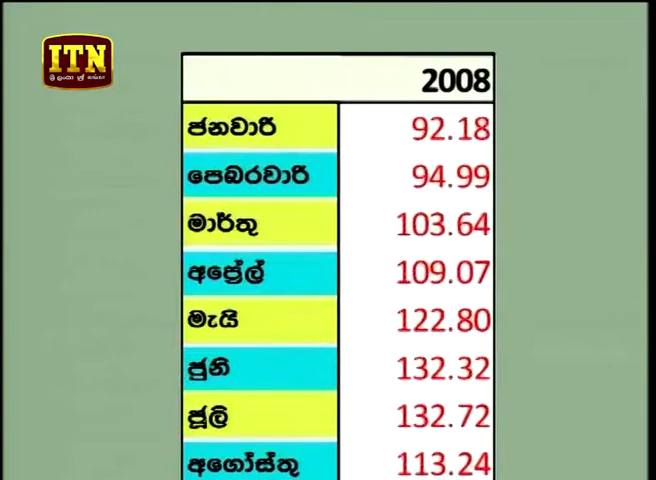 ITN
ශ්‍රී ලංකා
2008
ජනවාරි 92.18
පෙබරවාරි 94.99
මාර්තු 103.64
අප්‍රේල් 109.07
මැයි 122.80
ජුනි 132.32
ජූලි 132.72
අගෝස්තු 113.24